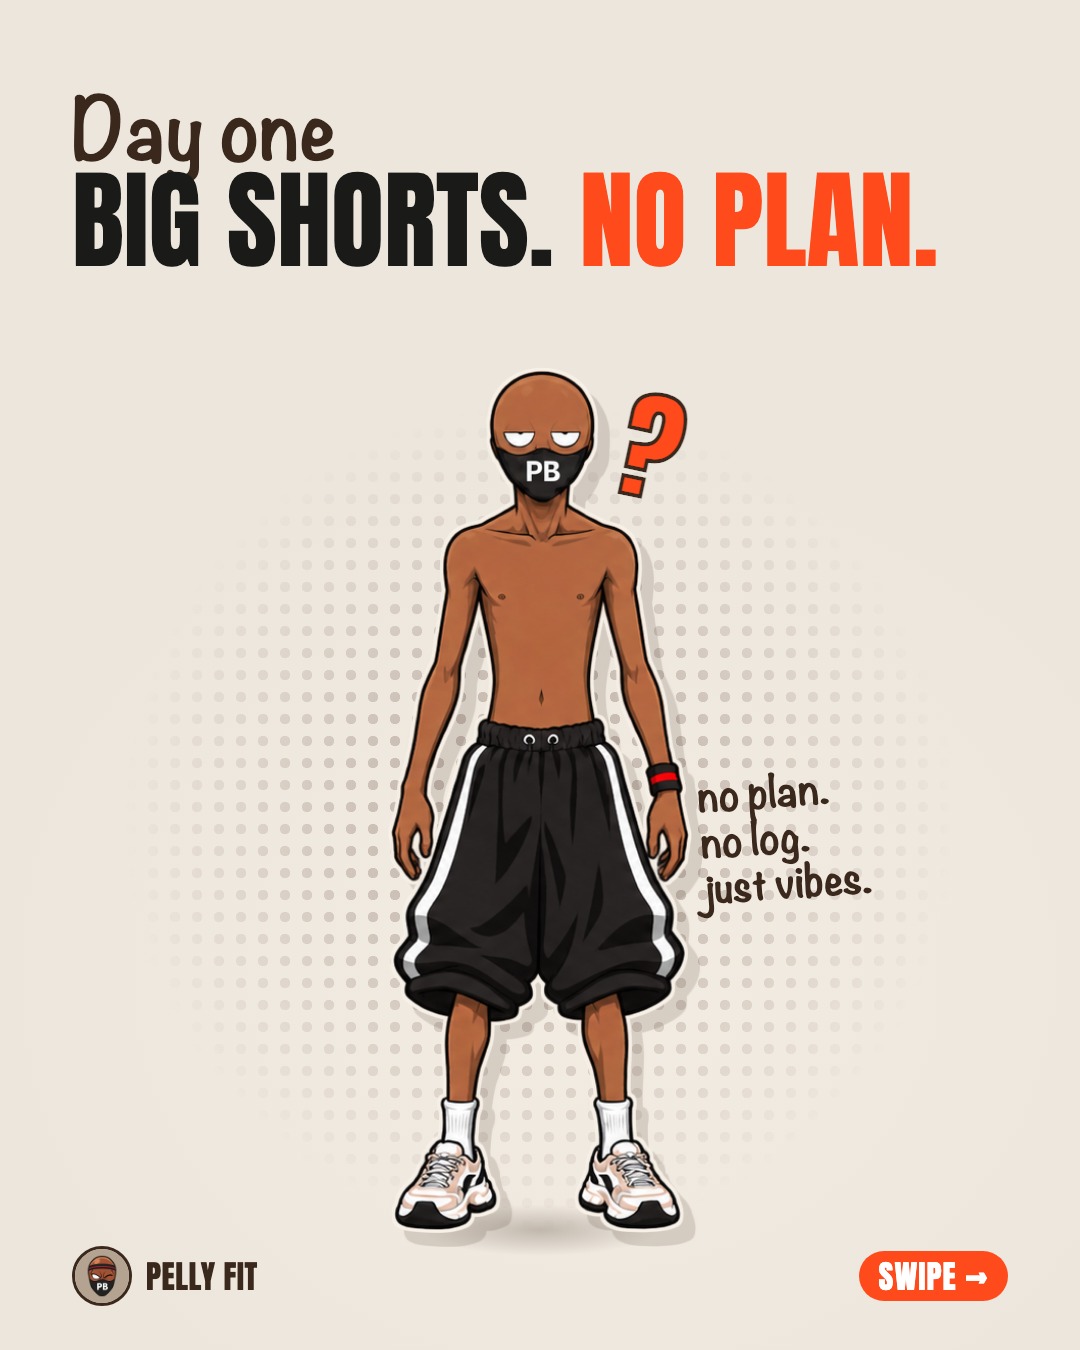 Day one
BIG SHORTS. NO PLAN.
?
PB
no plan.
no log.
just vibes.
PB
PELLY FIT
SWIPE →